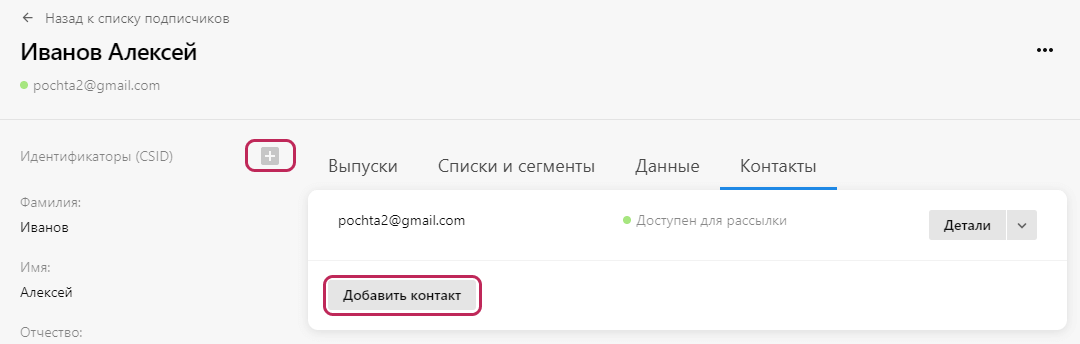 Назад к списку подписчиков
Иванов Алексей
pochta2@gmail.com
Идентификаторы (CSID)
Фамилия:
Иванов
Имя:
Алексей
Отчество:
Выпуски Списки и сегменты Данные Контакты
pochta2@gmail.com Доступен для рассылки Детали
Добавить контакт